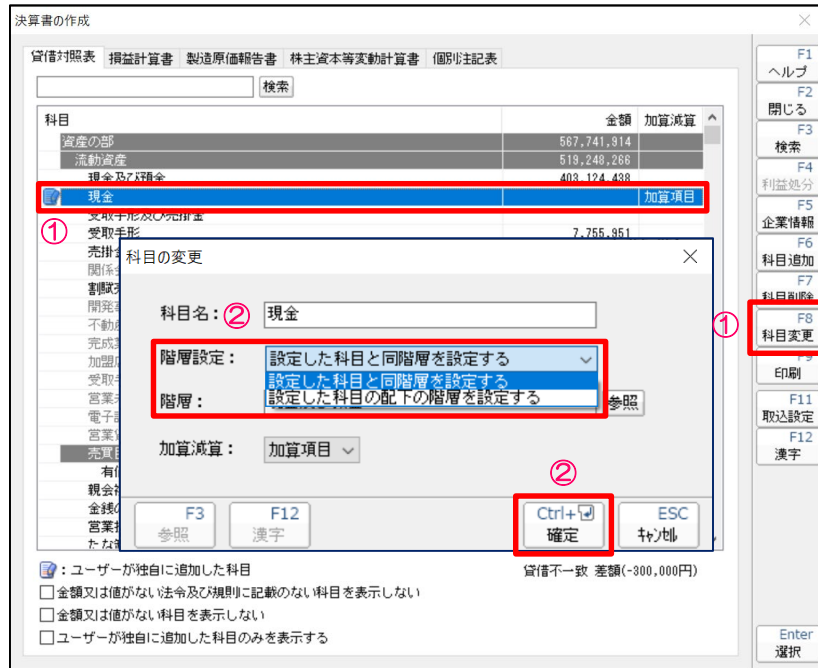 決算書の作成
貸借対照表 損益計算書 製造原価報告書 株主資本等変動計算書 個別注記表
検索
科目 金額 加算減算
資産の部 567,741,914
流動資産 519,248,266
現金及び預金 403,124,438
現金 加算項目
①
受取手形及び売掛金
受取手形 7,755,951
売掛金
関係
割賦
開発
不動
完成
加盟
受取
営業
電子
営業
売買
有
親会
金銭
営業
たな
科目の変更
科目名：② 現金
階層設定： 設定した科目と同階層を設定する
設定した科目と同階層を設定する
設定した科目の配下の階層を設定する
階層： 参照
加算減算： 加算項目
②
F3 参照
F12 漢字
Ctrl+ 確定
ESC ｷｬﾝｾﾙ
：ユーザーが独自に追加した科目
貸借不一致 差額(-300,000円)
金額又は値がない法令及び規則に記載のない科目を表示しない
金額又は値がない科目を表示しない
ユーザーが独自に追加した科目のみを表示する
F1
ヘルプ
F2
閉じる
F3
検索
F4
利益処分
F5
企業情報
F6
科目追加
F7
科目削除
①
F8
科目変更
F9
印刷
F11
取込設定
F12
漢字
Enter
選択